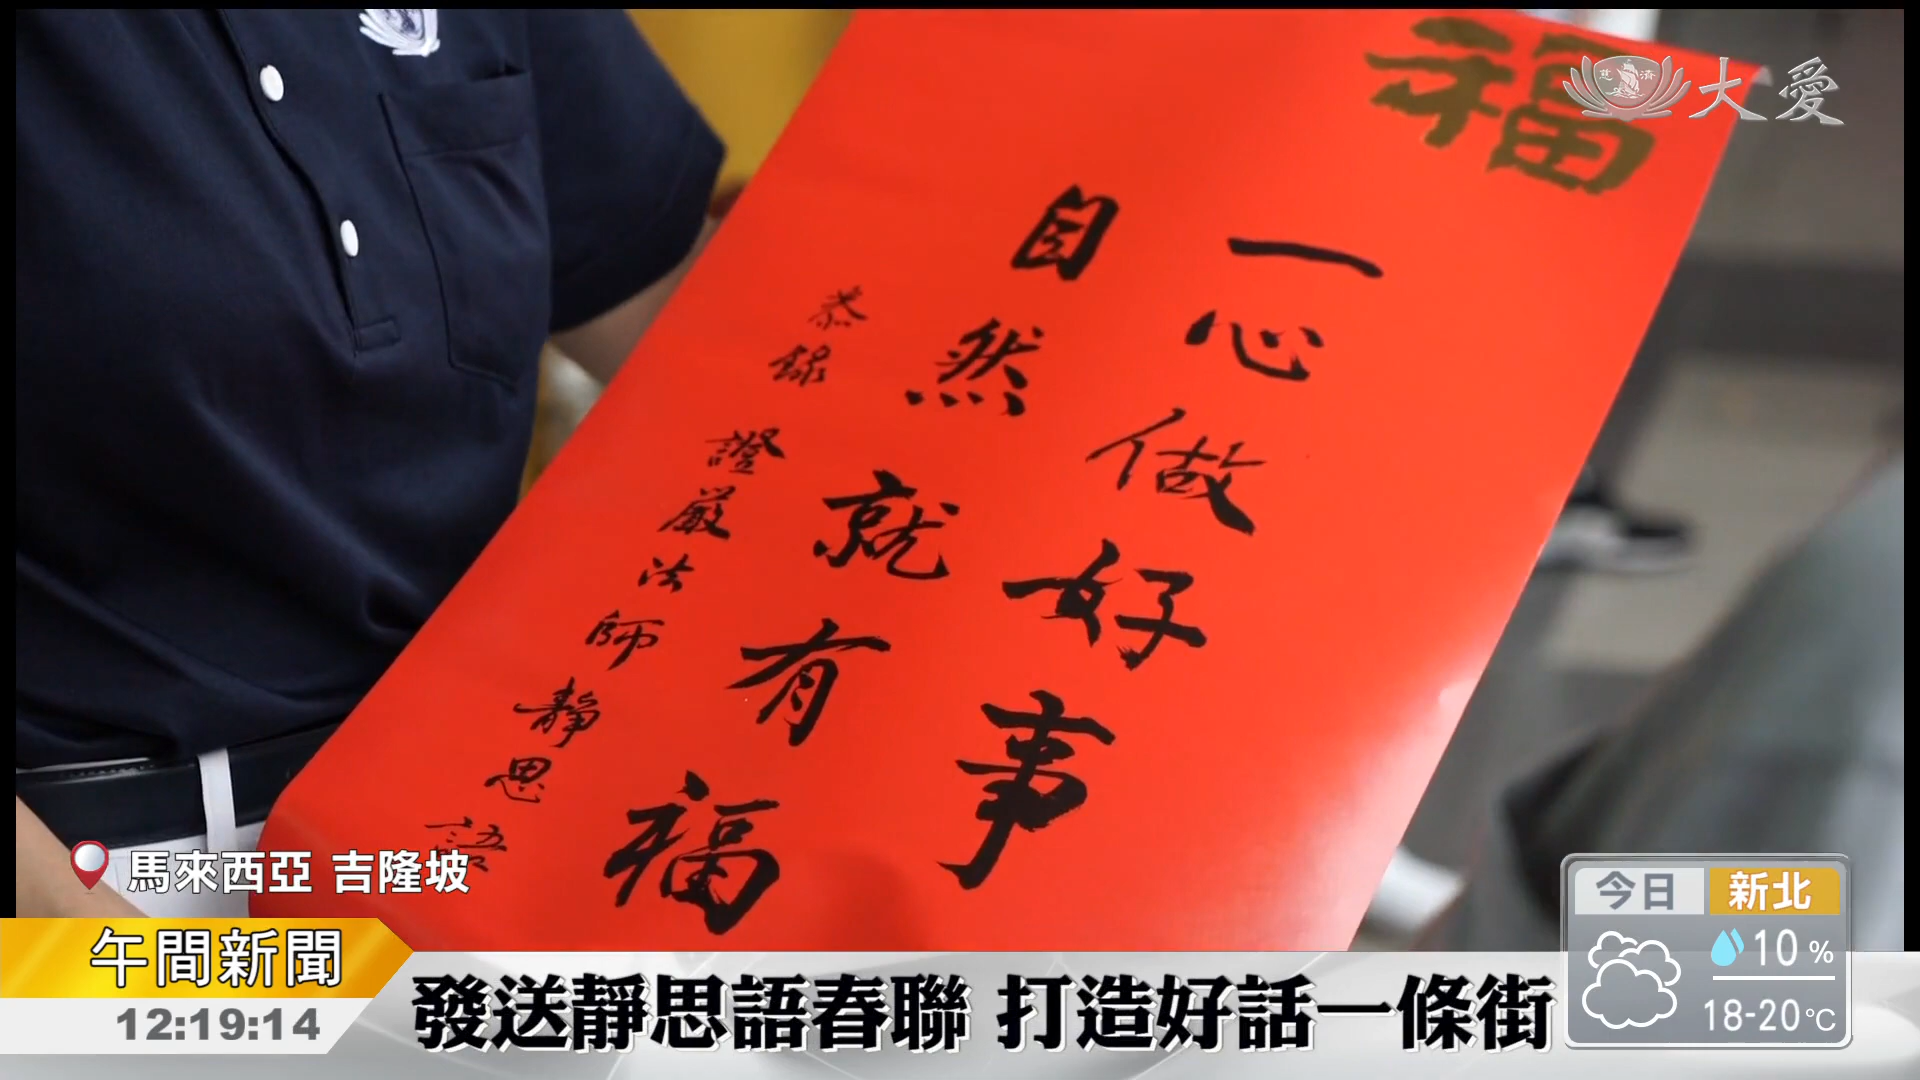 福
慈濟
大愛
一心做好事
自然就有福
恭錄 證嚴法師靜思語
馬來西亞 吉隆坡
午間新聞
12:19:14
發送靜思語春聯 打造好話一條街
今日 新北
10 %
18-20℃